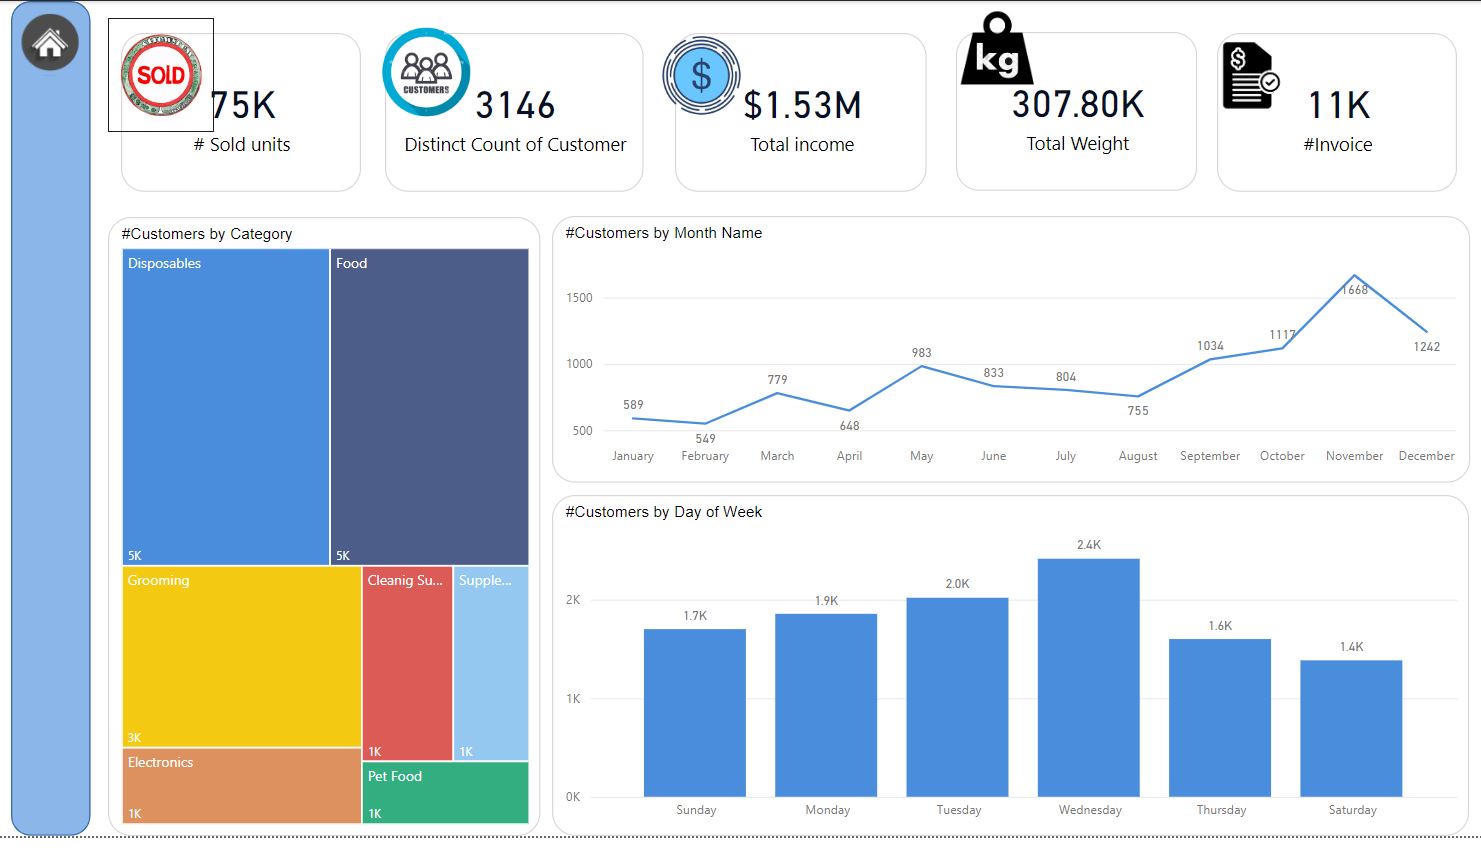 SOLD
75K
# Sold units
CUSTOMERS
3146
Distinct Count of Customer
$
$1.53M
Total income
kg
307.80K
Total Weight
$
11K
#Invoice
#Customers by Category
Disposables
5K
Food
5K
Grooming
3K
Cleanig Su...
1K
Supple...
1K
Electronics
1K
Pet Food
1K
#Customers by Month Name
1500
1000
500
589
549
779
648
983
833
804
755
1034
1117
1668
1242
January February March April May June July August September October November December
#Customers by Day of Week
2K
1K
0K
1.7K
1.9K
2.0K
2.4K
1.6K
1.4K
Sunday Monday Tuesday Wednesday Thursday Saturday